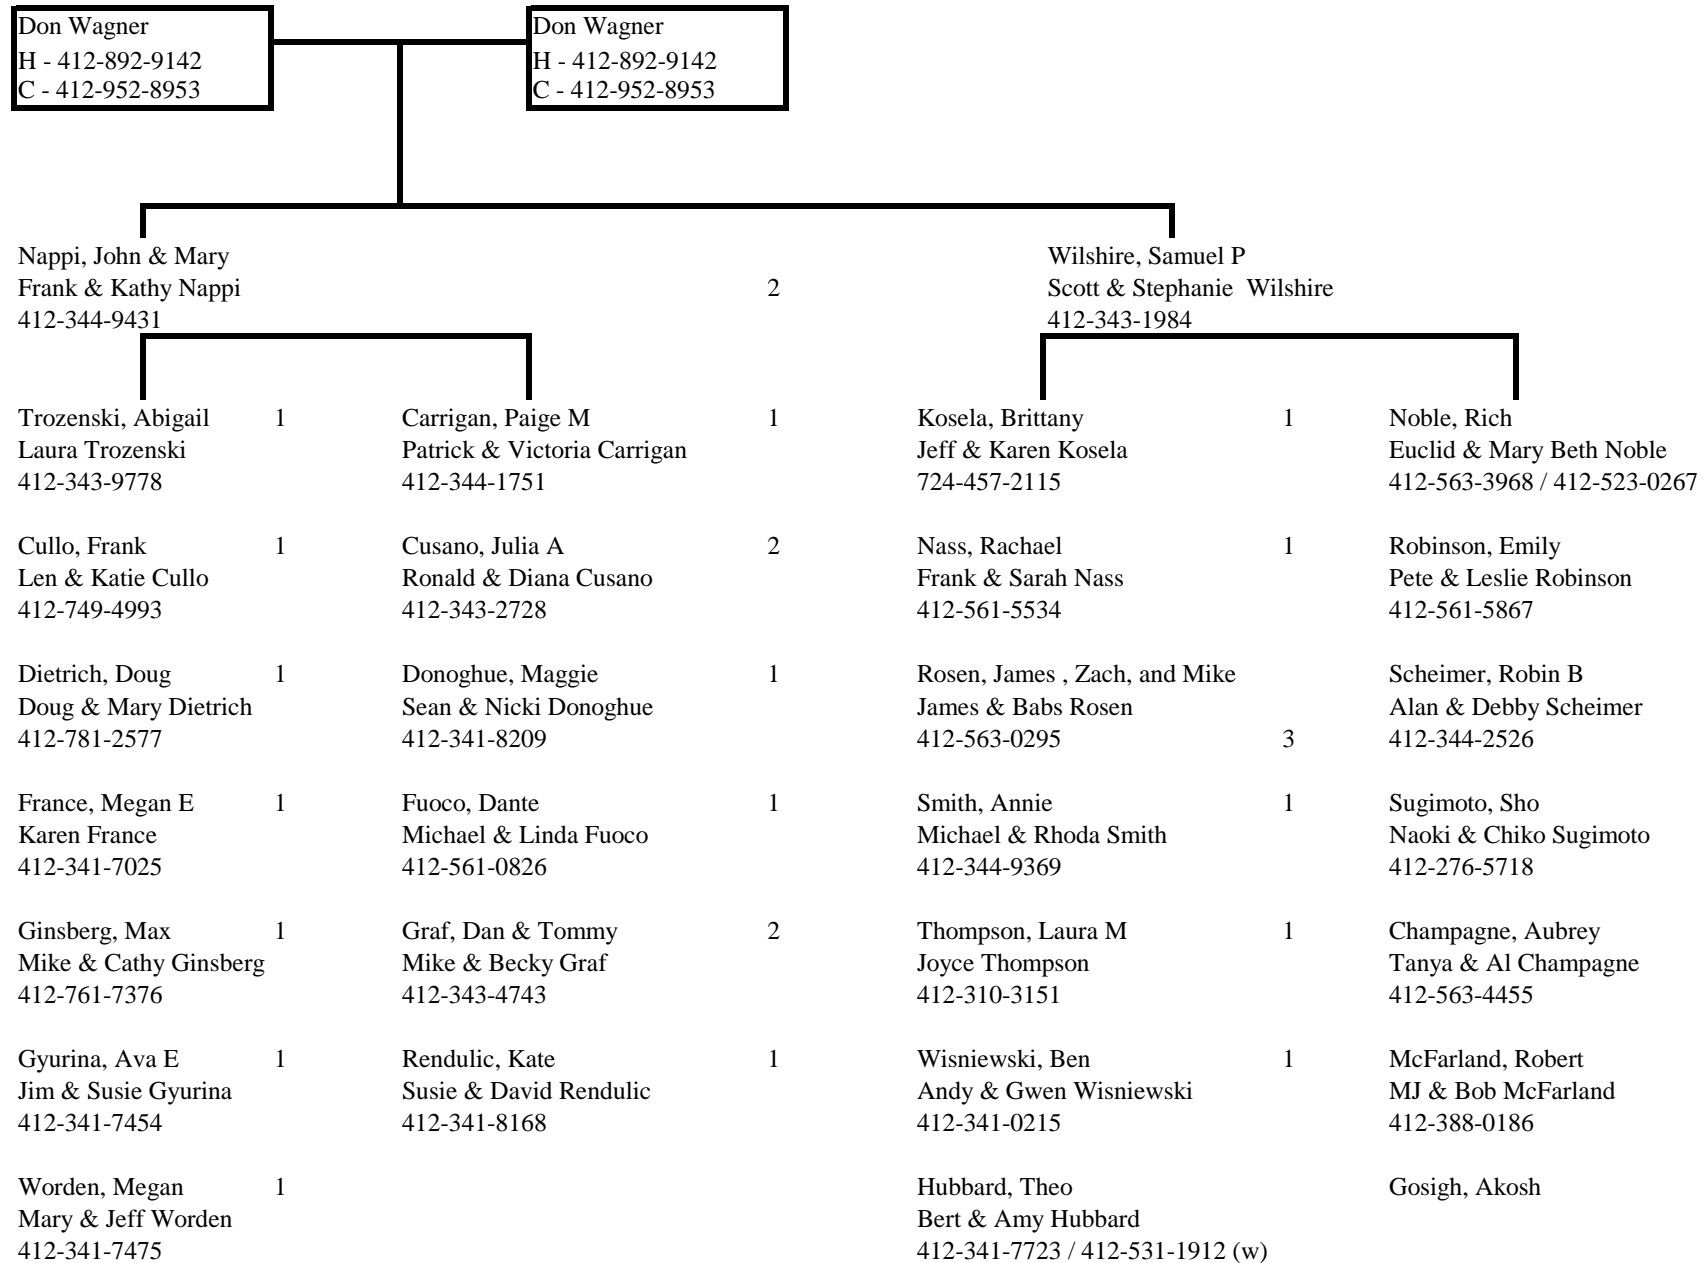 Don Wagner
H - 412-892-9142
C - 412-952-8953
Don Wagner
H - 412-892-9142
C - 412-952-8953
Nappi, John & Mary
Frank & Kathy Nappi 2
412-344-9431
Wilshire, Samuel P
Scott & Stephanie  Wilshire
412-343-1984
Trozenski, Abigail 1
Laura Trozenski
412-343-9778
Carrigan, Paige M 1
Patrick & Victoria Carrigan
412-344-1751
Kosela, Brittany 1
Jeff & Karen Kosela
724-457-2115
Noble, Rich
Euclid & Mary Beth Noble
412-563-3968 / 412-523-0267
Cullo, Frank 1
Len & Katie Cullo
412-749-4993
Cusano, Julia A 2
Ronald & Diana Cusano
412-343-2728
Nass, Rachael 1
Frank & Sarah Nass
412-561-5534
Robinson, Emily
Pete & Leslie Robinson
412-561-5867
Dietrich, Doug 1
Doug & Mary Dietrich
412-781-2577
Donoghue, Maggie 1
Sean & Nicki Donoghue
412-341-8209
Rosen, James , Zach, and Mike
James & Babs Rosen
412-563-0295 3
Scheimer, Robin B
Alan & Debby Scheimer
412-344-2526
France, Megan E 1
Karen France
412-341-7025
Fuoco, Dante 1
Michael & Linda Fuoco
412-561-0826
Smith, Annie 1
Michael & Rhoda Smith
412-344-9369
Sugimoto, Sho
Naoki & Chiko Sugimoto
412-276-5718
Ginsberg, Max 1
Mike & Cathy Ginsberg
412-761-7376
Graf, Dan & Tommy 2
Mike & Becky Graf
412-343-4743
Thompson, Laura M 1
Joyce Thompson
412-310-3151
Champagne, Aubrey
Tanya & Al Champagne
412-563-4455
Gyurina, Ava E 1
Jim & Susie Gyurina
412-341-7454
Rendulic, Kate 1
Susie & David Rendulic
412-341-8168
Wisniewski, Ben 1
Andy & Gwen Wisniewski
412-341-0215
McFarland, Robert
MJ & Bob McFarland
412-388-0186
Worden, Megan 1
Mary & Jeff Worden
412-341-7475
Hubbard, Theo
Bert & Amy Hubbard
412-341-7723 / 412-531-1912 (w)
Gosigh, Akosh